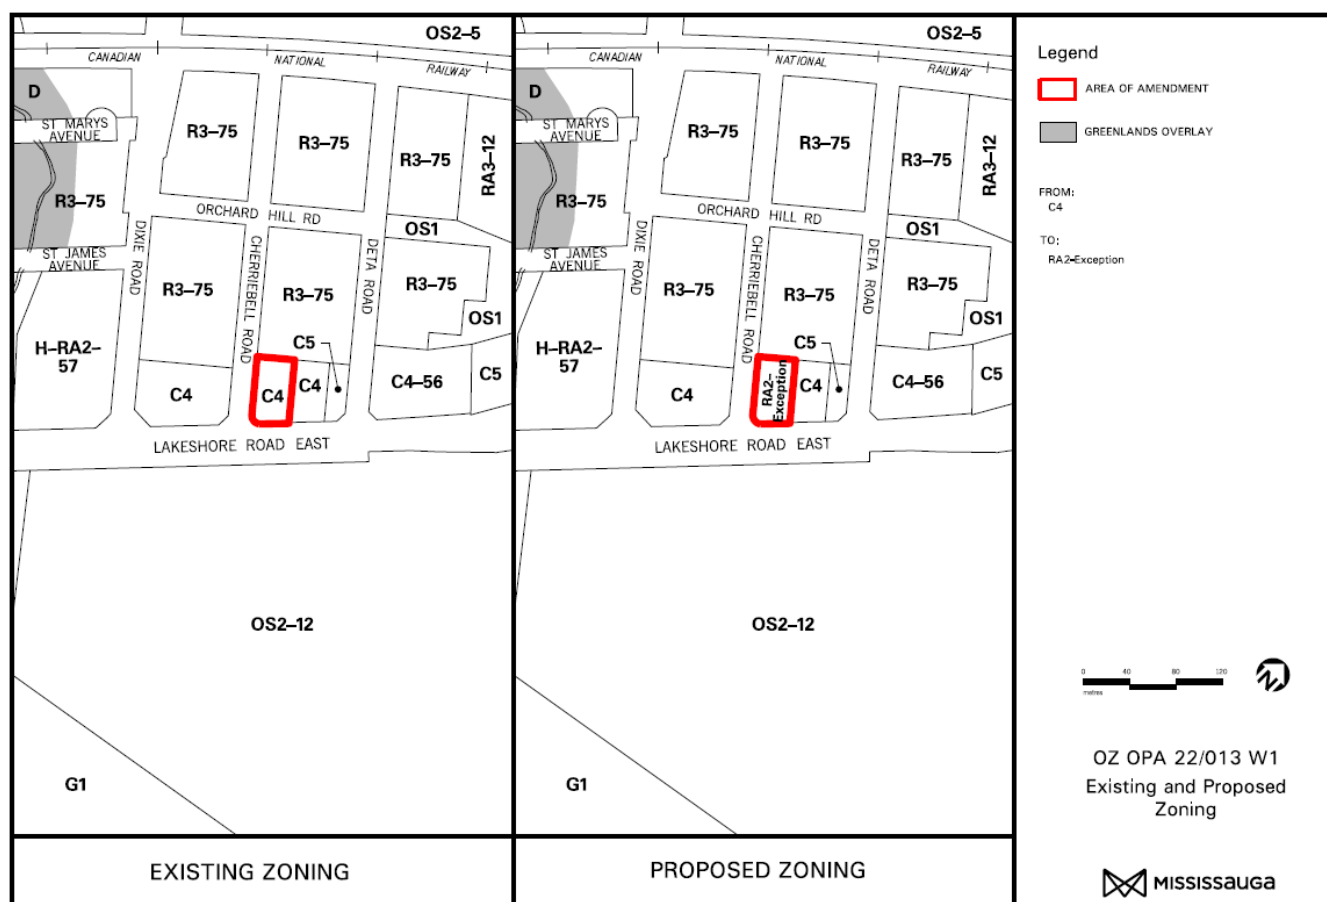 OS2–5
CANADIAN
NATIONAL
RAILWAY
D
ST MARYS
AVENUE
R3–75
R3–75
R3–75
RA3–12
R3–75
ORCHARD HILL RD
OS1
DIXIE ROAD
CHERRIEBELL ROAD
DETA ROAD
ST JAMES
AVENUE
R3–75
R3–75
R3–75
OS1
H–RA2–
57
C5
C4
C4
C4
C4–56
C5
LAKESHORE ROAD EAST
OS2–12
G1
EXISTING ZONING
OS2–5
CANADIAN
NATIONAL
RAILWAY
D
ST MARYS
AVENUE
R3–75
R3–75
R3–75
RA3–12
R3–75
ORCHARD HILL RD
OS1
DIXIE ROAD
CHERRIEBELL ROAD
DETA ROAD
ST JAMES
AVENUE
R3–75
R3–75
R3–75
OS1
H–RA2–
57
C5
C4
RA2–
Exception
C4
C4–56
C5
LAKESHORE ROAD EAST
OS2–12
G1
PROPOSED ZONING
Legend
AREA OF AMENDMENT
GREENLANDS OVERLAY
FROM:
C4
TO:
RA2-Exception
0 40 80 120
metres
Z
OZ OPA 22/013 W1
Existing and Proposed
Zoning
MISSISSAUGA